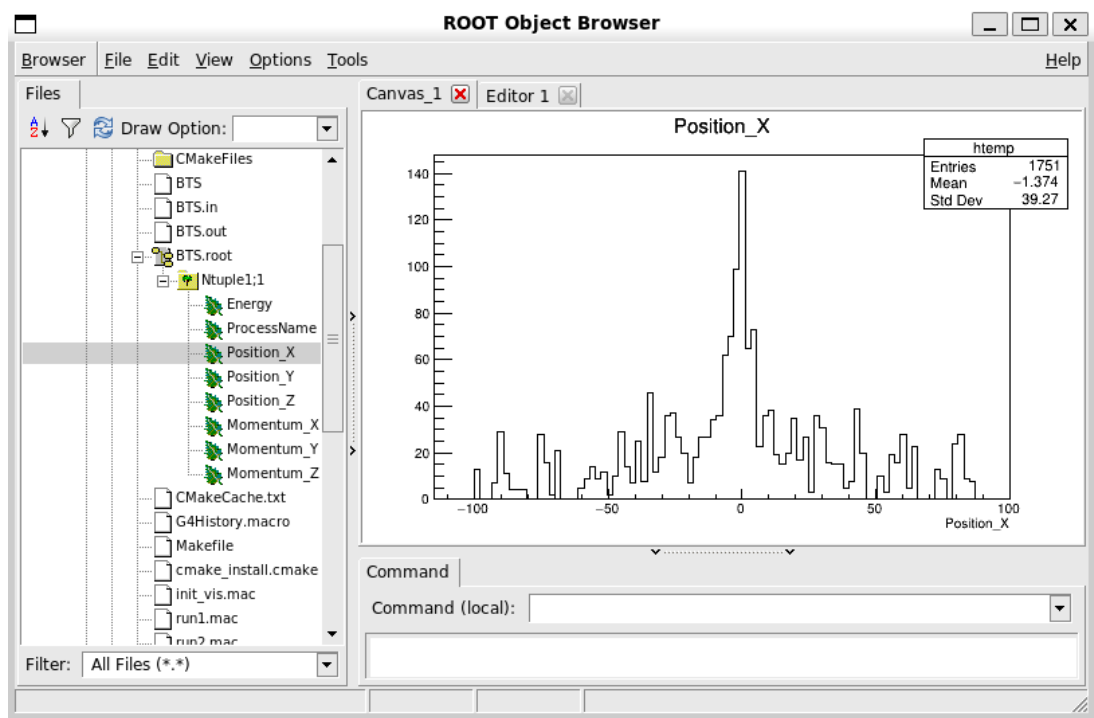 ROOT Object Browser
Browser File Edit View Options Tools Help
Files
Draw Option:
CMakeFiles
BTS
BTS.in
BTS.out
BTS.root
Ntuple1;1
Energy
ProcessName
Position_X
Position_Y
Position_Z
Momentum_X
Momentum_Y
Momentum_Z
CMakeCache.txt
G4History.macro
Makefile
cmake_install.cmake
init_vis.mac
run1.mac
run2.mac
Filter: All Files (*.*)
Canvas_1 Editor 1
Position_X
htemp
Entries 1751
Mean −1.374
Std Dev 39.27
140
120
100
80
60
40
20
0
−100 −50 0 50 100
Position_X
Command
Command (local):